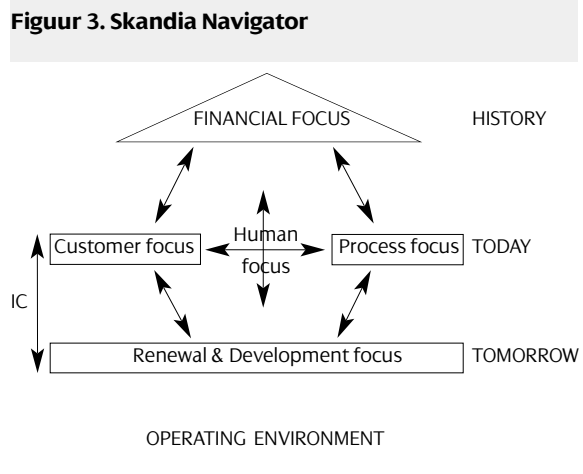 Figuur 3. Skandia Navigator
FINANCIAL FOCUS
HISTORY
Customer focus
Human
focus
Process focus
TODAY
IC
Renewal & Development focus
TOMORROW
OPERATING ENVIRONMENT